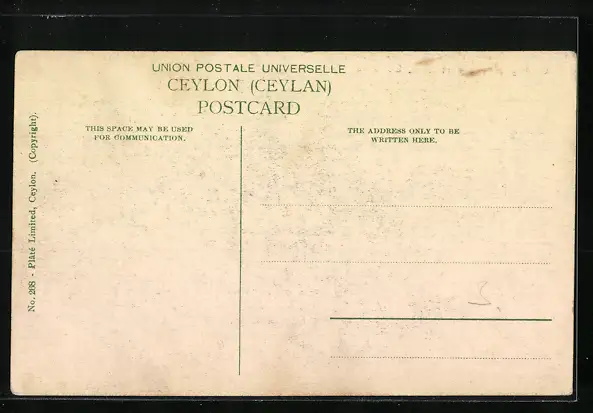 UNION POSTALE UNIVERSELLE
CEYLON (CEYLAN)
POSTCARD
THIS SPACE MAY BE USED
FOR COMMUNICATION.
THE ADDRESS ONLY TO BE
WRITTEN HERE.
No. 208 - Plâté Limited, Ceylon. (Copyright).